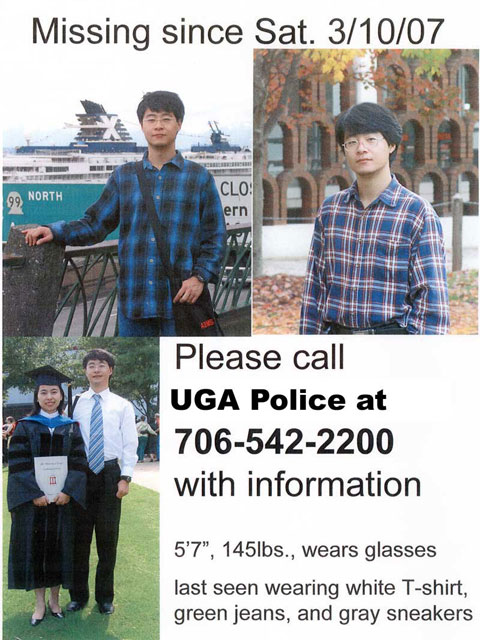 Missing since Sat. 3/10/07
99 NORTH
CLOS
ern
Please call
UGA Police at
706-542-2200
with information
5'7", 145lbs., wears glasses
last seen wearing white T-shirt,
green jeans, and gray sneakers